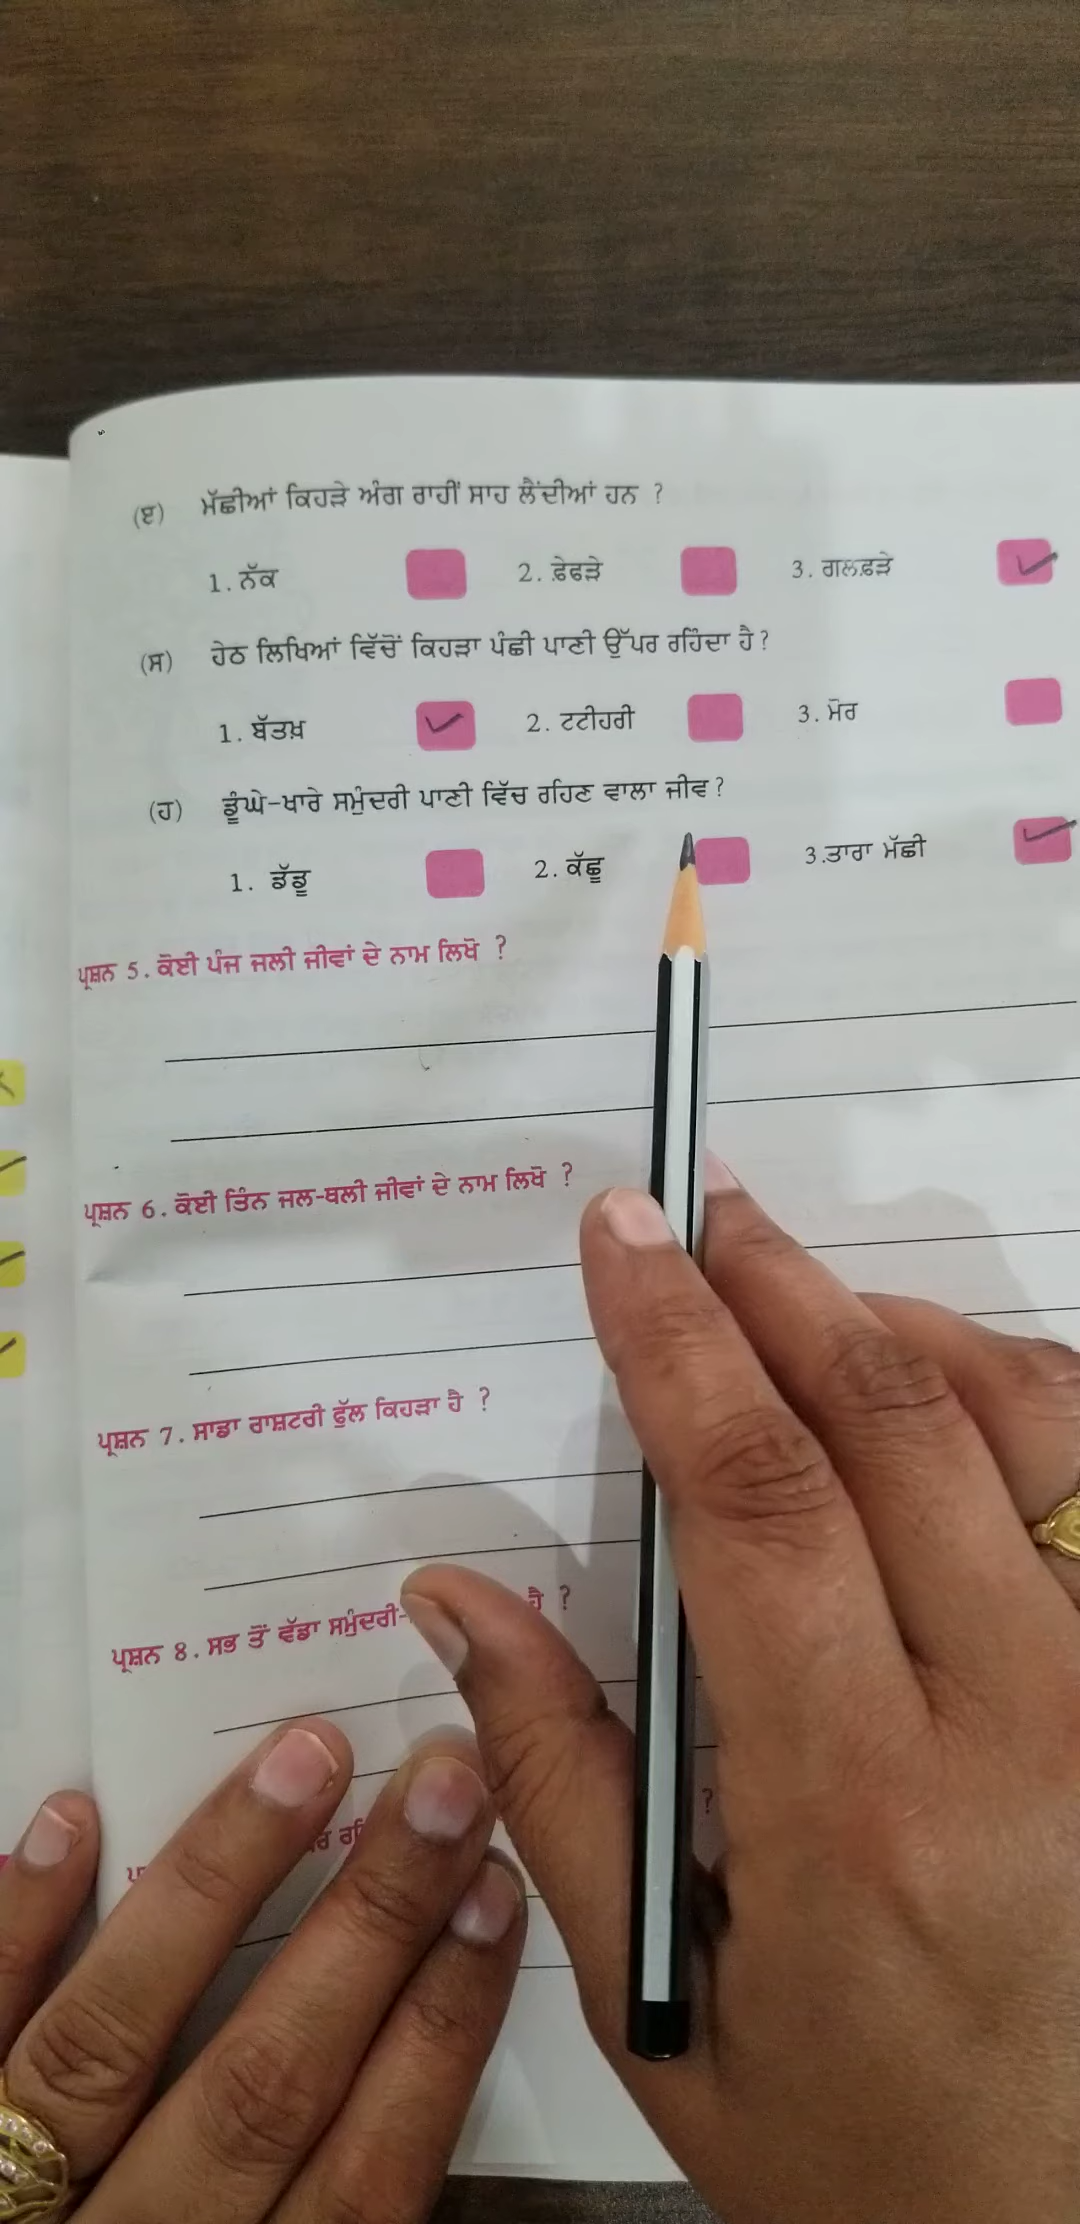 (ੲ) ਮੱਛੀਆਂ ਕਿਹੜੇ ਅੰਗ ਰਾਹੀਂ ਸਾਹ ਲੈਂਦੀਆਂ ਹਨ ?
1. ਨੱਕ 2. ਫ਼ੇਫੜੇ 3. ਗਲਫ਼ੜੇ
(ਸ) ਹੇਠ ਲਿਖਿਆਂ ਵਿੱਚੋਂ ਕਿਹੜਾ ਪੰਛੀ ਪਾਣੀ ਉੱਪਰ ਰਹਿੰਦਾ ਹੈ ?
1. ਬੱਤਖ਼ 2. ਟਟੀਹਰੀ 3. ਮੋਰ
(ਹ) ਡੂੰਘੇ-ਖਾਰੇ ਸਮੁੰਦਰੀ ਪਾਣੀ ਵਿੱਚ ਰਹਿਣ ਵਾਲਾ ਜੀਵ ?
1. ਡੱਡੂ 2. ਕੱਛੂ 3.ਤਾਰਾ ਮੱਛੀ
ਪ੍ਰਸ਼ਨ 5. ਕੋਈ ਪੰਜ ਜਲੀ ਜੀਵਾਂ ਦੇ ਨਾਮ ਲਿਖੋ ?
ਪ੍ਰਸ਼ਨ 6. ਕੋਈ ਤਿੰਨ ਜਲ-ਥਲੀ ਜੀਵਾਂ ਦੇ ਨਾਮ ਲਿਖੋ ?
ਪ੍ਰਸ਼ਨ 7. ਸਾਡਾ ਰਾਸ਼ਟਰੀ ਫੁੱਲ ਕਿਹੜਾ ਹੈ ?
ਪ੍ਰਸ਼ਨ 8. ਸਭ ਤੋਂ ਵੱਡਾ ਸਮੁੰਦਰੀ- ਹੈ ?
?